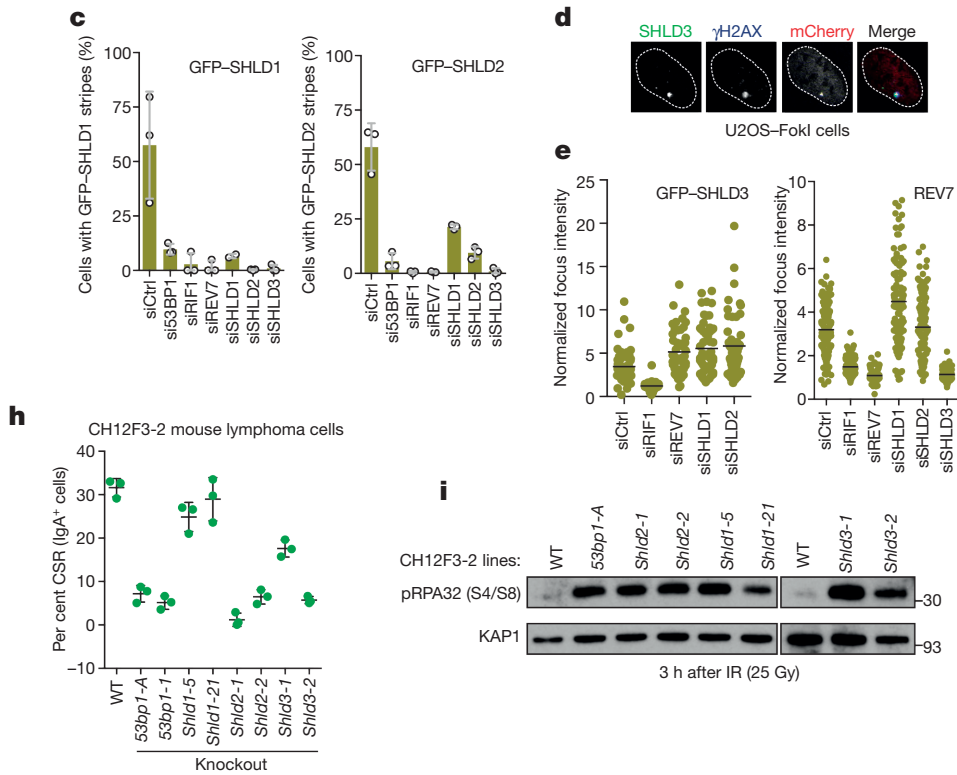 c
Cells with GFP–SHLD1 stripes (%)
100
75
50
25
0
GFP–SHLD1
siCtrl
si53BP1
siRIF1
siREV7
siSHLD1
siSHLD2
siSHLD3
Cells with GFP–SHLD2 stripes (%)
100
75
50
25
0
GFP–SHLD2
siCtrl
si53BP1
siRIF1
siREV7
siSHLD1
siSHLD2
siSHLD3
d
SHLD3 γH2AX mCherry Merge
U2OS–FokI cells
e
Normalized focus intensity
25
20
15
10
5
0
GFP–SHLD3
siCtrl
siRIF1
siREV7
siSHLD1
siSHLD2
Normalized focus intensity
10
8
6
4
2
0
REV7
siCtrl
siRIF1
siREV7
siSHLD1
siSHLD2
siSHLD3
h
CH12F3-2 mouse lymphoma cells
Per cent CSR (IgA+ cells)
40
30
20
10
0
–10
WT
53bp1-A
53bp1-1
Shld1-5
Shld1-21
Shld2-1
Shld2-2
Shld3-1
Shld3-2
Knockout
i
CH12F3-2 lines:
WT
53bp1-A
Shld2-1
Shld2-2
Shld1-5
Shld1-21
WT
Shld3-1
Shld3-2
pRPA32 (S4/S8)
30
KAP1
93
3 h after IR (25 Gy)